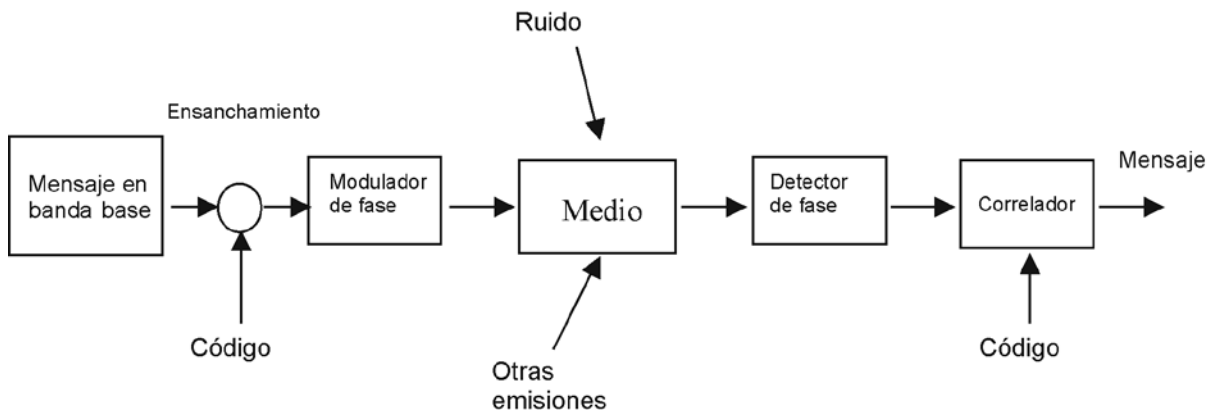 Ruido
Ensanchamiento
Mensaje en
banda base
Modulador
de fase
Medio
Detector
de fase
Correlador
Mensaje
Código
Otras
emisiones
Código